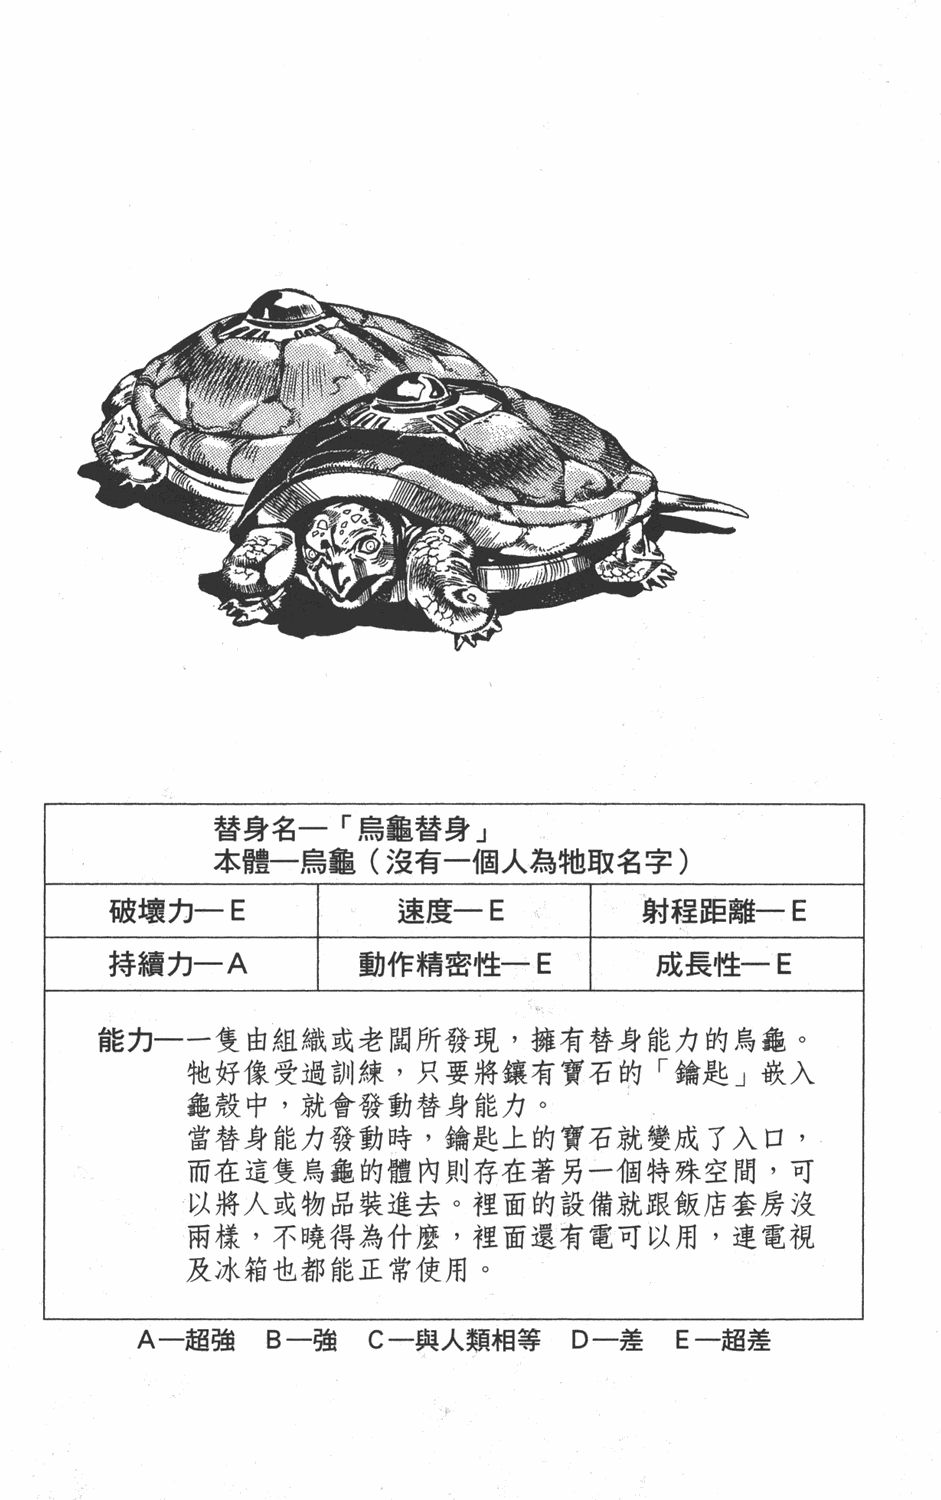 替身名—「烏龜替身」
本體—烏龜（沒有一個人為牠取名字）
破壞力—E
速度—E
射程距離—E
持續力—A
動作精密性—E
成長性—E
能力—一隻由組織或老闆所發現，擁有替身能力的烏龜。
牠好像受過訓練，只要將鑲有寶石的「鑰匙」嵌入
龜殼中，就會發動替身能力。
當替身能力發動時，鑰匙上的寶石就變成了入口，
而在這隻烏龜的體內則存在著另一個特殊空間，可
以將人或物品裝進去。裡面的設備就跟飯店套房沒
兩樣，不曉得為什麼，裡面還有電可以用，連電視
及冰箱也都能正常使用。
A—超強　B—強　C—與人類相等　D—差　E—超差